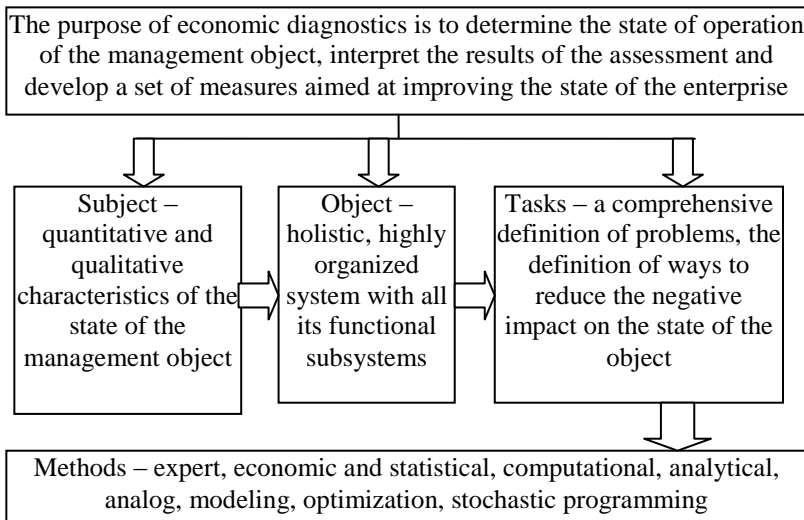 The purpose of economic diagnostics is to determine the state of operation
of the management object, interpret the results of the assessment and
develop a set of measures aimed at improving the state of the enterprise
Subject –
quantitative and
qualitative
characteristics of the
state of the
management object
Object –
holistic, highly
organized
system with all
its functional
subsystems
Tasks – a comprehensive
definition of problems, the
definition of ways to
reduce the negative
impact on the state of the
object
Methods – expert, economic and statistical, computational, analytical,
analog, modeling, optimization, stochastic programming